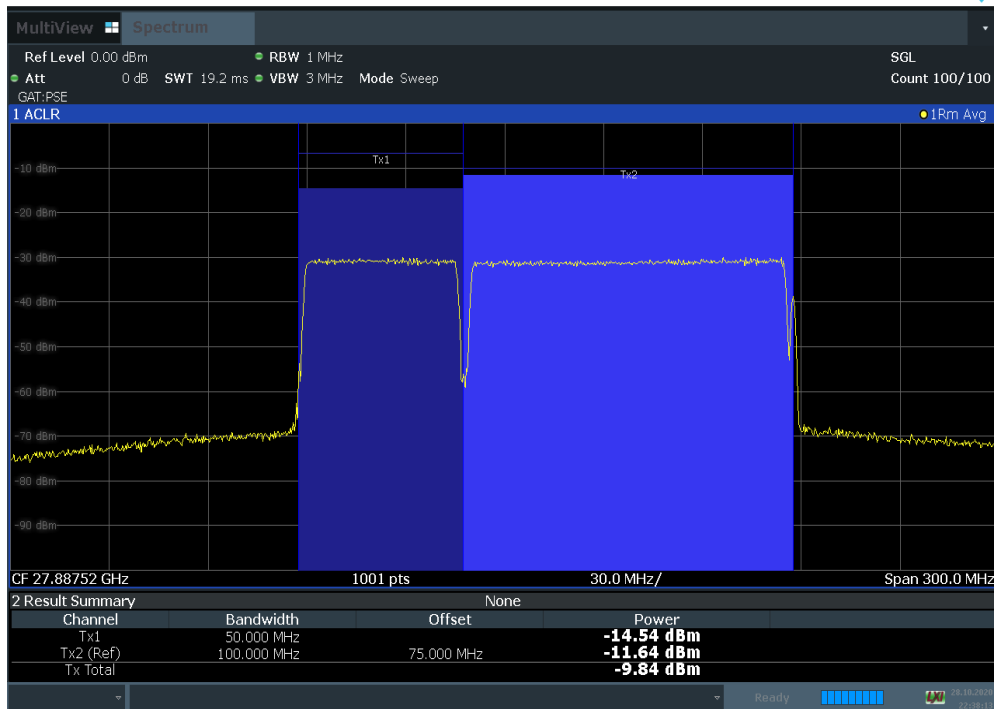 MultiView Spectrum
Ref Level 0.00 dBm RBW 1 MHz SGL
Att 0 dB SWT 19.2 ms VBW 3 MHz Mode Sweep Count 100/100
GAT:PSE
1 ACLR 1Rm Avg
Tx1
-10 dBm
Tx2
-20 dBm
-30 dBm
-40 dBm
-50 dBm
-60 dBm
-70 dBm
-80 dBm
-90 dBm
CF 27.88752 GHz 1001 pts 30.0 MHz/ Span 300.0 MHz
2 Result Summary None
Channel Bandwidth Offset Power
Tx1 50.000 MHz -14.54 dBm
Tx2 (Ref) 100.000 MHz 75.000 MHz -11.64 dBm
Tx Total -9.84 dBm
Ready LXI 28.10.2020